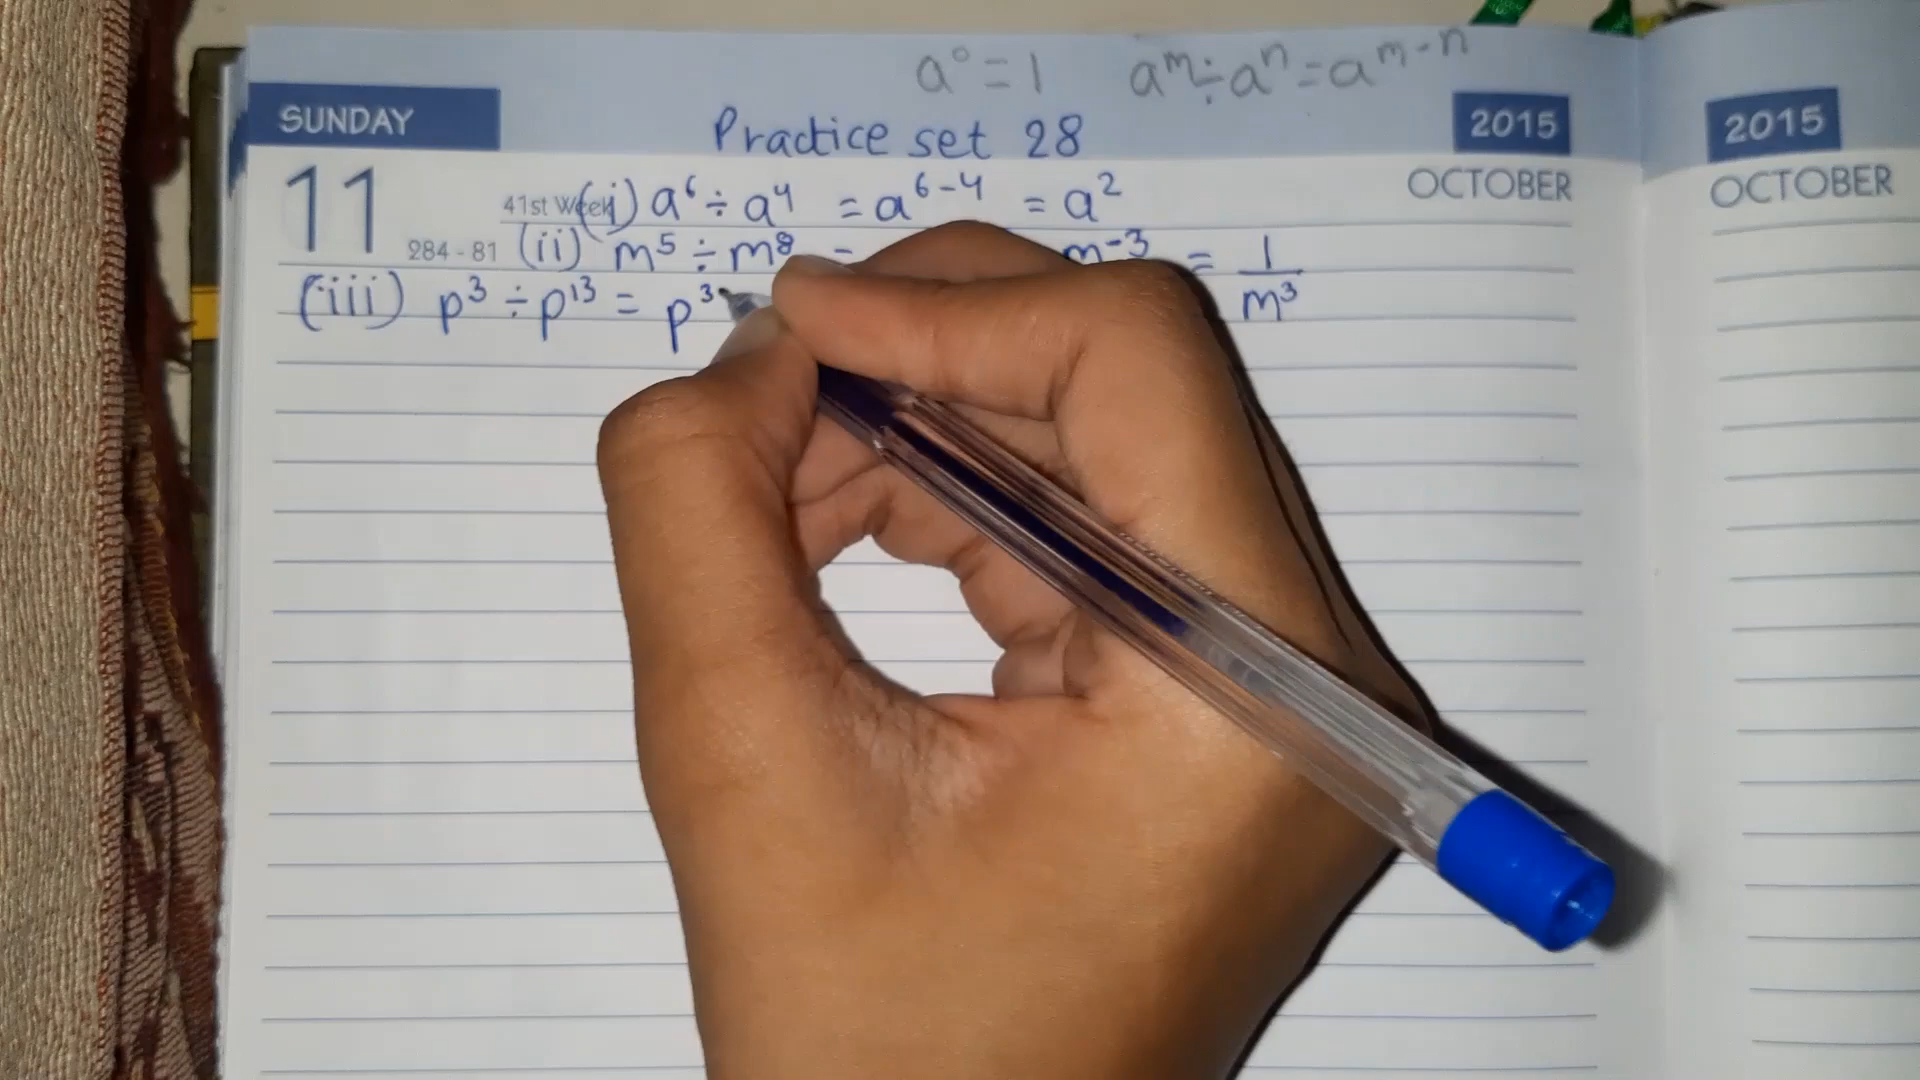 a⁰ = 1 aᵐ ÷ aⁿ = aᵐ⁻ⁿ
SUNDAY Practice set 28 2015 2015
11 41st Week (i) a⁶ ÷ a⁴ = a⁶⁻⁴ = a² OCTOBER OCTOBER
284 - 81 (ii) m⁵ ÷ m⁸ = m⁻³ = 1/m³
(iii) p³ ÷ p¹³ = p³